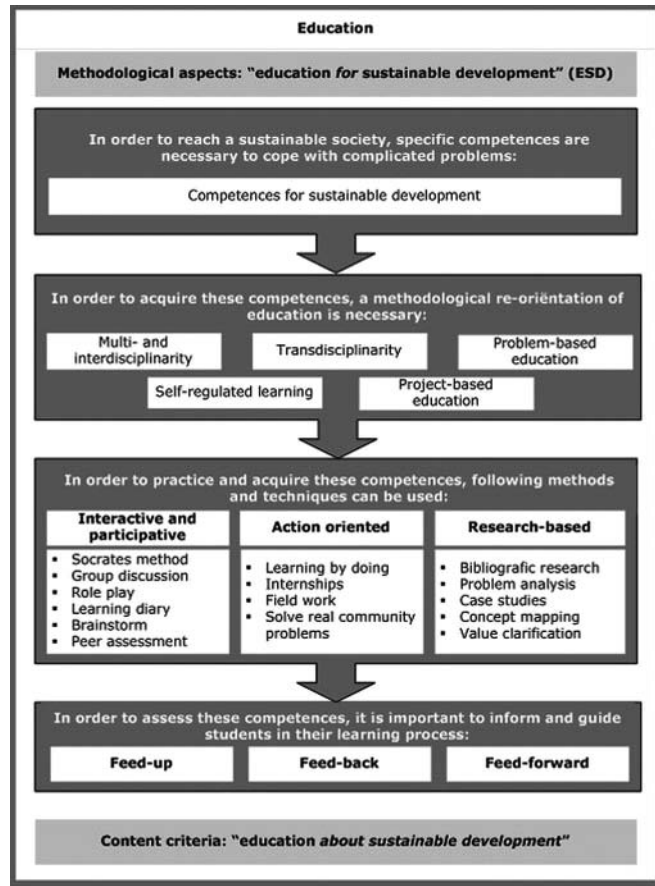 Education
Methodological aspects: “education for sustainable development” (ESD)
In order to reach a sustainable society, specific competences are
necessary to cope with complicated problems:
Competences for sustainable development
In order to acquire these competences, a methodological re-oriëntation of
education is necessary:
Multi- and
interdisciplinarity
Transdisciplinarity
Problem-based
education
Self-regulated learning
Project-based
education
In order to practice and acquire these competences, following methods
and techniques can be used:
Interactive and
participative
▪ Socrates method
▪ Group discussion
▪ Role play
▪ Learning diary
▪ Brainstorm
▪ Peer assessment
Action oriented
▪ Learning by doing
▪ Internships
▪ Field work
▪ Solve real community
problems
Research-based
▪ Bibliografic research
▪ Problem analysis
▪ Case studies
▪ Concept mapping
▪ Value clarification
In order to assess these competences, it is important to inform and guide
students in their learning process:
Feed-up
Feed-back
Feed-forward
Content criteria: “education about sustainable development”